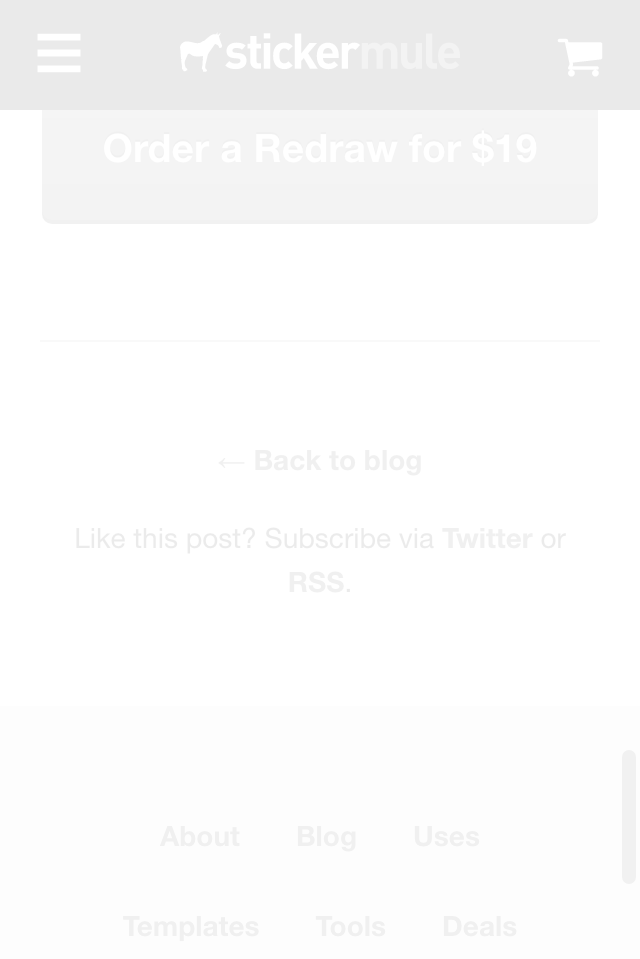 stickermule
Order a Redraw for $19
← Back to blog
Like this post? Subscribe via Twitter or
RSS.
About Blog Uses
Templates Tools Deals